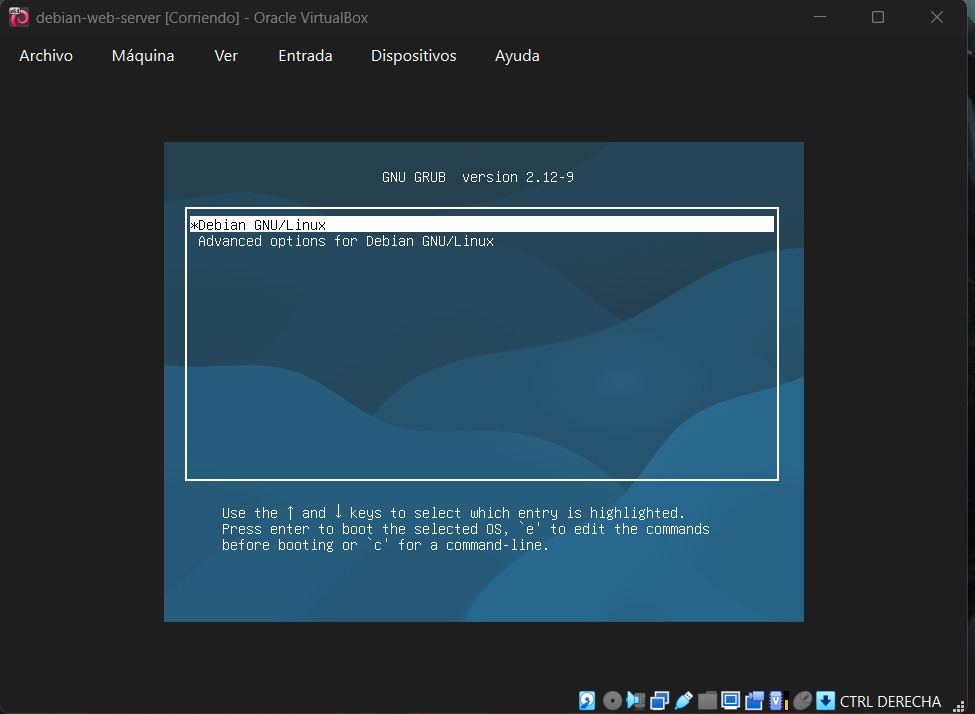 debian-web-server [Corriendo] - Oracle VirtualBox
Archivo Máquina Ver Entrada Dispositivos Ayuda
GNU GRUB version 2.12-9
*Debian GNU/Linux
Advanced options for Debian GNU/Linux
Use the ↑ and ↓ keys to select which entry is highlighted.
Press enter to boot the selected OS, `e' to edit the commands
before booting or `c' for a command-line.
CTRL DERECHA